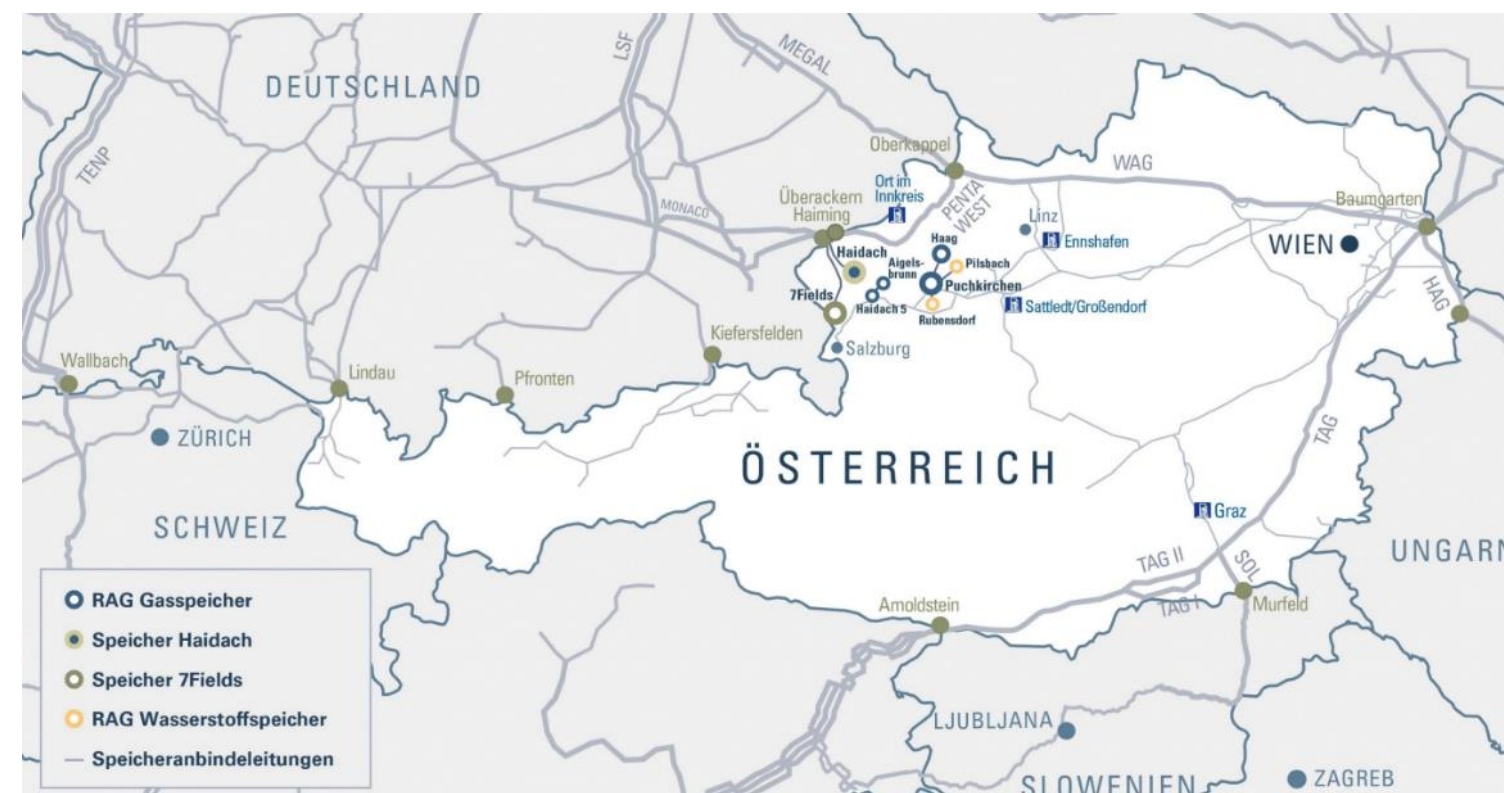 DEUTSCHLAND
LSF
MEGAL
TENP
MONACO
Oberkappel
Ort im
Innkreis
Überackern
Haiming
PENTA
WEST
WAG
Baumgarten
Linz
Ennshafen
WIEN
HAG
Haidach
Haag
Aigels-
brunn
Pilsbach
Puchkirchen
7Fields
Haidach 5
Rubensdorf
Sattledt/Großendorf
Salzburg
Kiefersfelden
Wallbach
Lindau
Pfronten
ZÜRICH
ÖSTERREICH
TAG
SCHWEIZ
Graz
UNGARN
TAG II
SOL
TAG I
Murfeld
Arnoldstein
LJUBLJANA
SLOWENIEN
ZAGREB
RAG Gasspeicher
Speicher Haidach
Speicher 7Fields
RAG Wasserstoffspeicher
Speicheranbindeleitungen